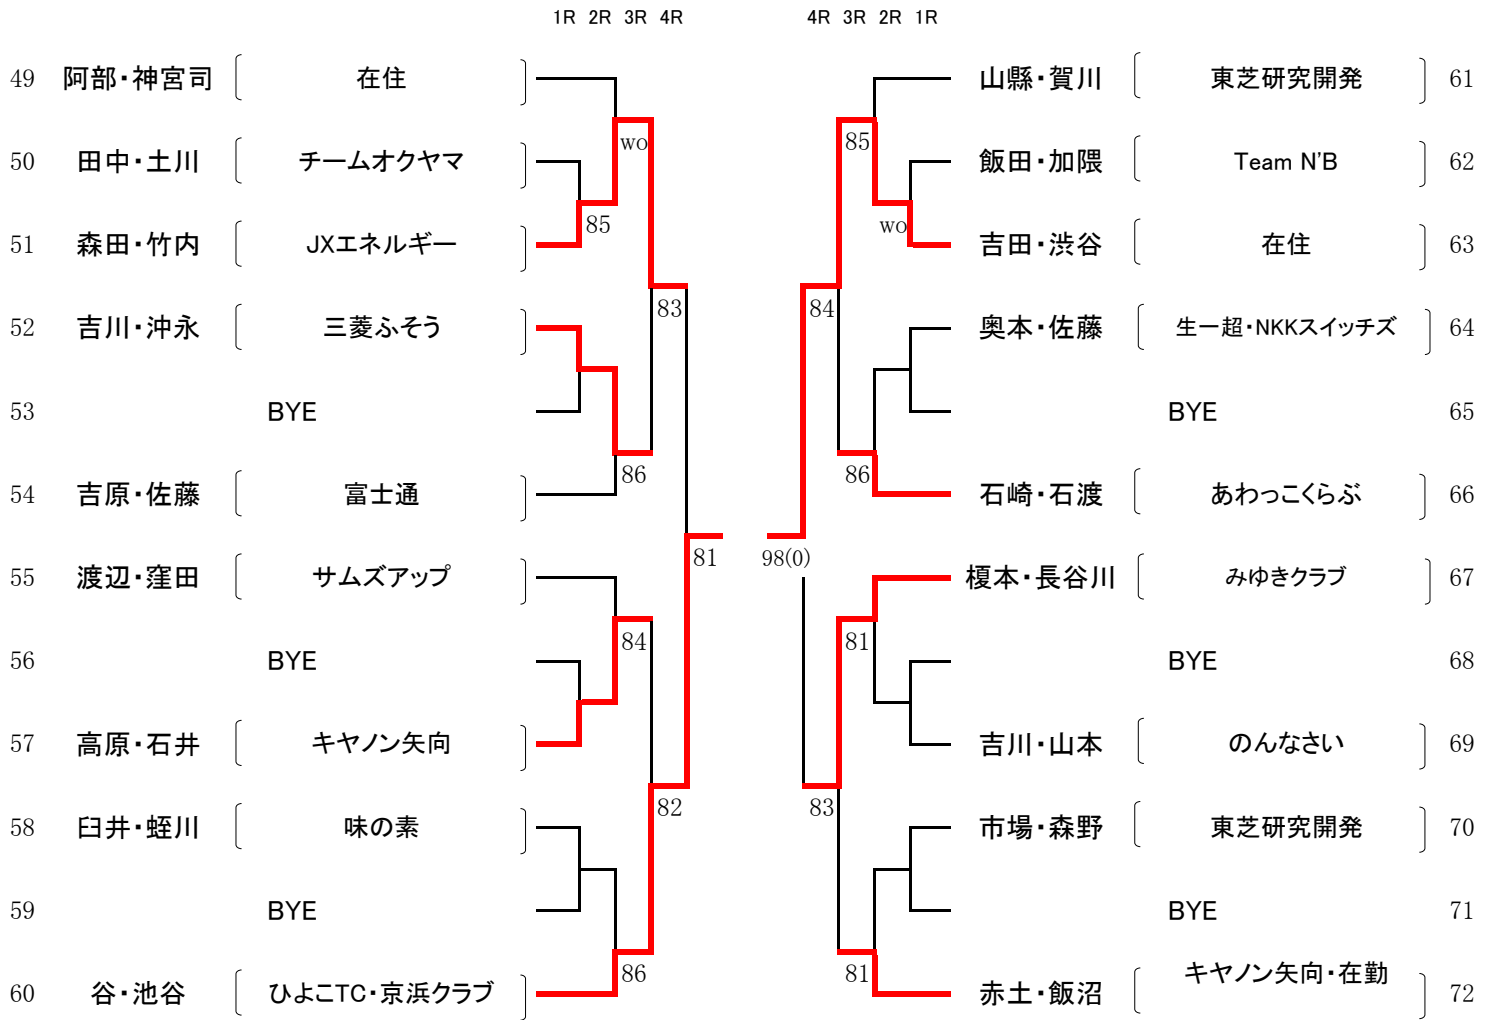 1R 2R 3R 4R 4R 3R 2R 1R
49 阿部・神宮司 在住 山縣・賀川 東芝研究開発 61
wo 85
50 田中・土川 チームオクヤマ 飯田・加隈 Team N'B 62
85 wo
51 森田・竹内 JXエネルギー 吉田・渋谷 在住 63
83 84
52 吉川・沖永 三菱ふそう 奥本・佐藤 生一超・NKKスイッチズ 64
53 BYE BYE 65
86 86
54 吉原・佐藤 富士通 石崎・石渡 あわっこくらぶ 66
81 98(0)
55 渡辺・窪田 サムズアップ 榎本・長谷川 みゆきクラブ 67
84 81
56 BYE BYE 68
57 高原・石井 キヤノン矢向 吉川・山本 のんなさい 69
82 83
58 臼井・蛭川 味の素 市場・森野 東芝研究開発 70
59 BYE BYE 71
86 81
60 谷・池谷 ひよこTC・京浜クラブ 赤土・飯沼 キヤノン矢向・在勤 72